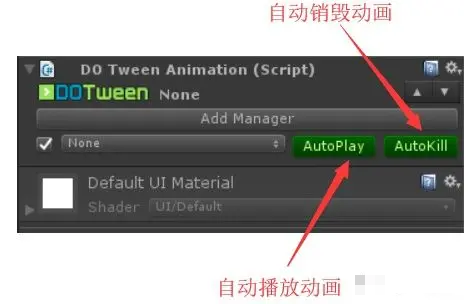 自动销毁动画
DO Tween Animation (Script)
DOTween None
Add Manager
None AutoPlay AutoKill
Default UI Material
Shader UI/Default
自动播放动画